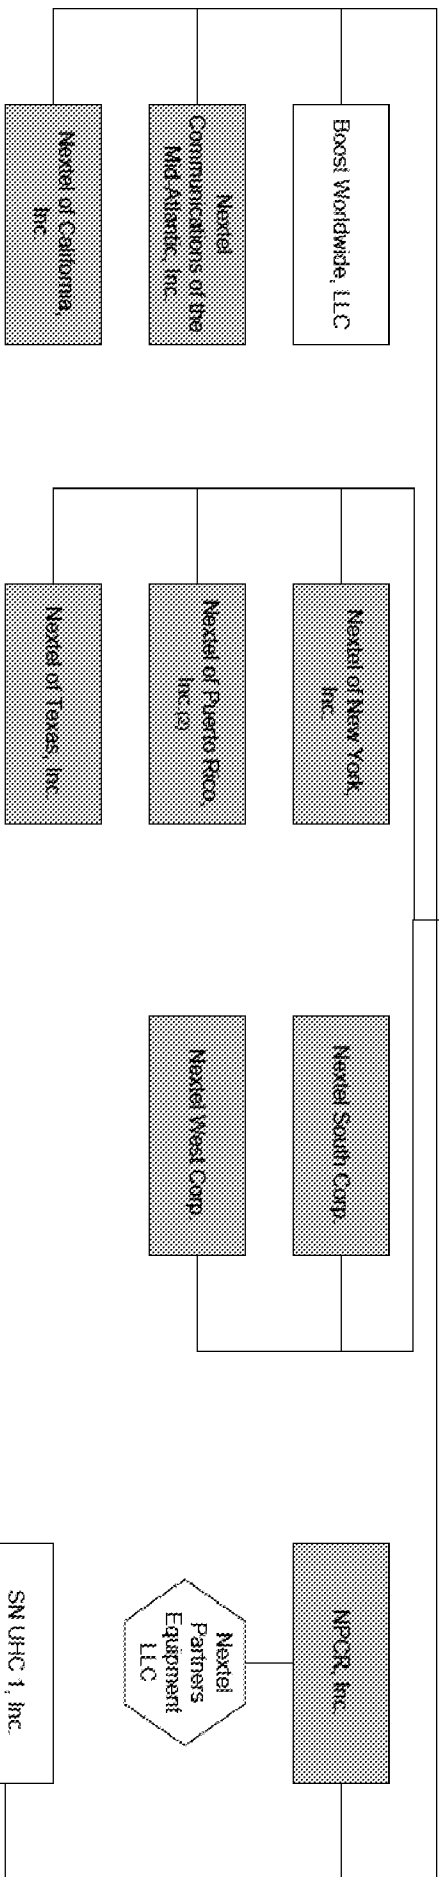 Boost Worldwide, LLC
Nextel
Communications of the
Mid-Atlantic, Inc.
Nextel of California,
Inc.
Nextel of New York,
Inc.
Nextel of Puerto Rico,
Inc.(2)
Nextel of Texas, Inc.
Nextel South Corp.
Nextel West Corp.
NPCR, Inc.
Nextel
Partners
Equipment
LLC
SN UHC 1, Inc.